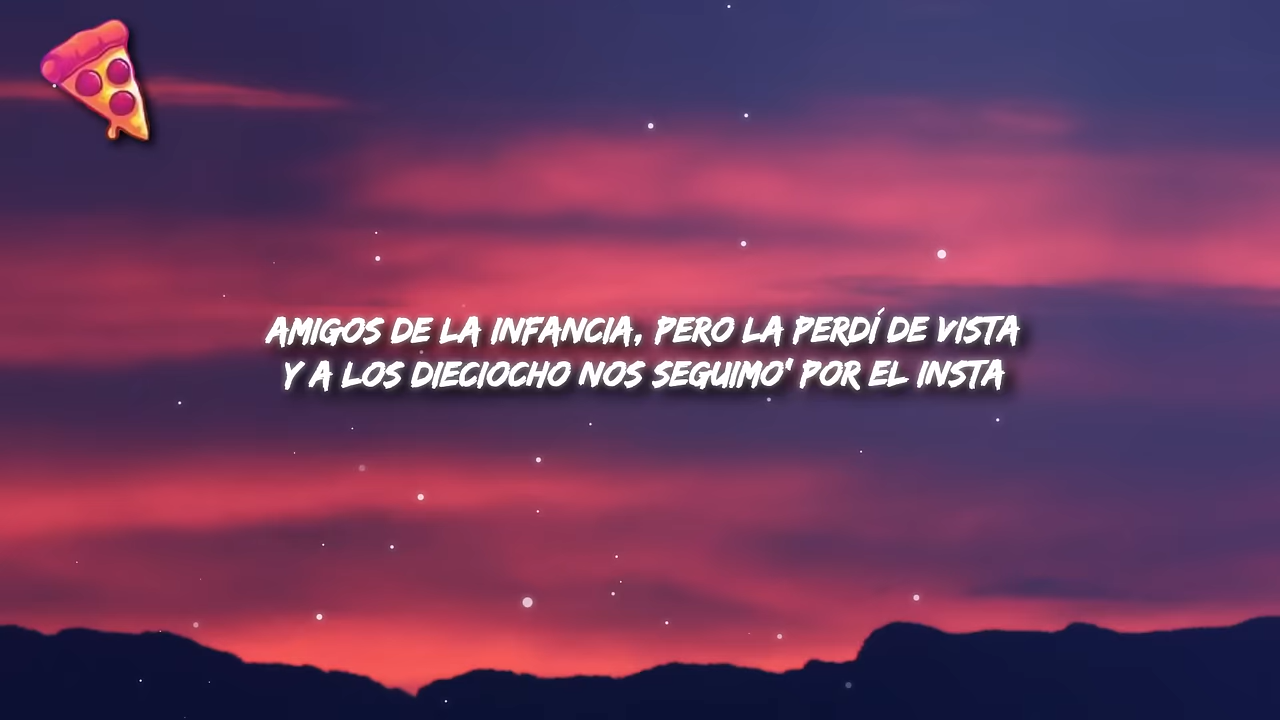 AMIGOS DE LA INFANCIA, PERO LA PERDÍ DE VISTA
Y A LOS DIECIOCHO NOS SEGUIMO' POR EL INSTA